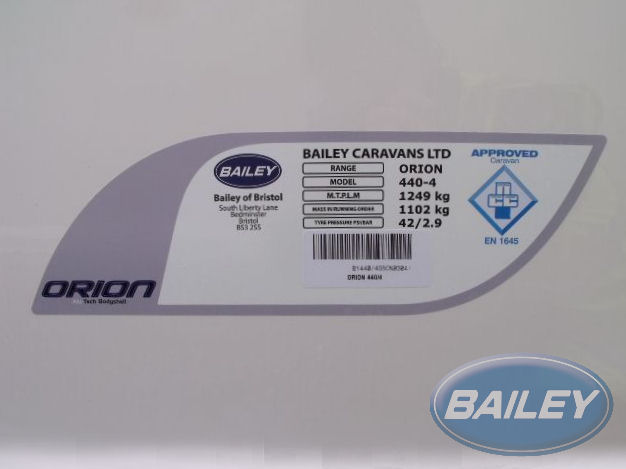 BAILEY
Bailey of Bristol
South Liberty Lane
Bedminster
Bristol
BS3 2SS
BAILEY CARAVANS LTD
RANGE ORION
MODEL 440-4
M.T.P.L.M 1249 kg
MASS IN RUNNING ORDER 1102 kg
TYRE PRESSURE PSI/BAR 42/2.9
ORION 440/4
APPROVED
Caravan
EN 1645
ORION
Tech Bodyshell
BAILEY